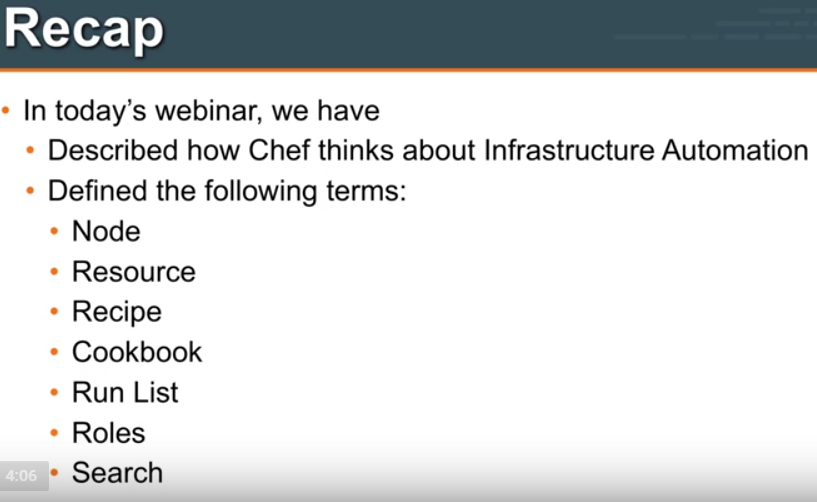 Recap
• In today’s webinar, we have
• Described how Chef thinks about Infrastructure Automation
• Defined the following terms:
• Node
• Resource
• Recipe
• Cookbook
• Run List
• Roles
4:06 • Search